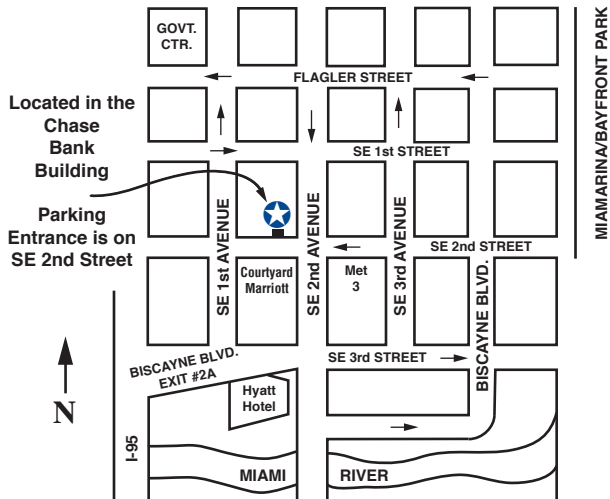 GOVT.
CTR.
FLAGLER STREET
MIAMARINA/BAYFRONT PARK
Located in the
Chase
Bank
Building
SE 1st STREET
Parking
Entrance is on
SE 2nd Street
SE 1st AVENUE
SE 2nd AVENUE
SE 3rd AVENUE
SE 2nd STREET
Courtyard
Marriott
Met
3
BISCAYNE BLVD.
BISCAYNE BLVD.
EXIT #2A
SE 3rd STREET
Hyatt
Hotel
N
I-95
MIAMI
RIVER